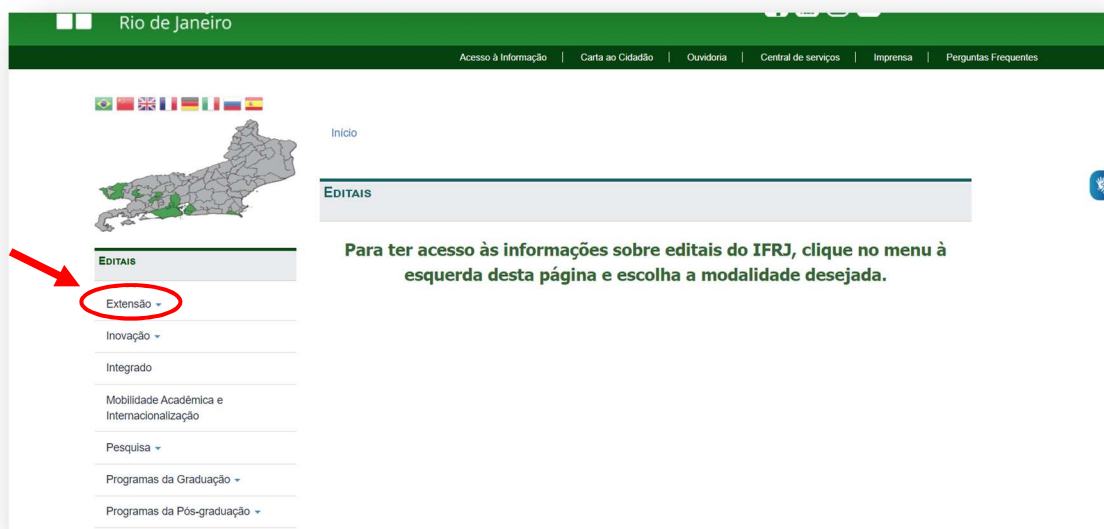 Rio de Janeiro
Acesso à Informação | Carta ao Cidadão | Ouvidoria | Central de serviços | Imprensa | Perguntas Frequentes
Início
EDITAIS
Para ter acesso às informações sobre editais do IFRJ, clique no menu à
esquerda desta página e escolha a modalidade desejada.
EDITAIS
Extensão
Inovação
Integrado
Mobilidade Acadêmica e
Internacionalização
Pesquisa
Programas da Graduação
Programas da Pós-graduação